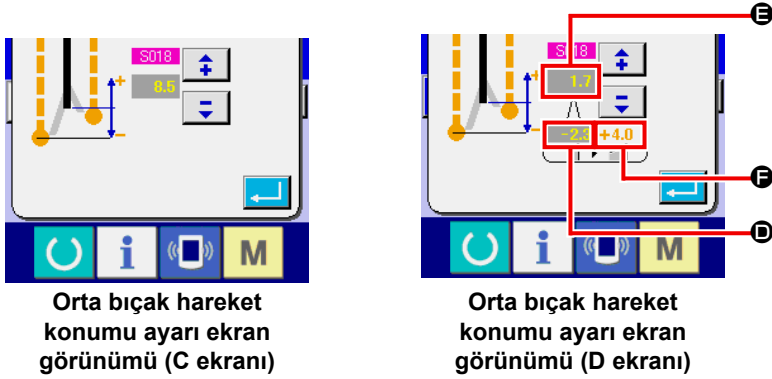 S018
+
8.5
–
i
M
Orta bıçak hareket
konumu ayarı ekran
görünümü (C ekranı)
E
S018
+
1.7
–
-2.3 +4.0
F
D
i
M
Orta bıçak hareket
konumu ayarı ekran
görünümü (D ekranı)